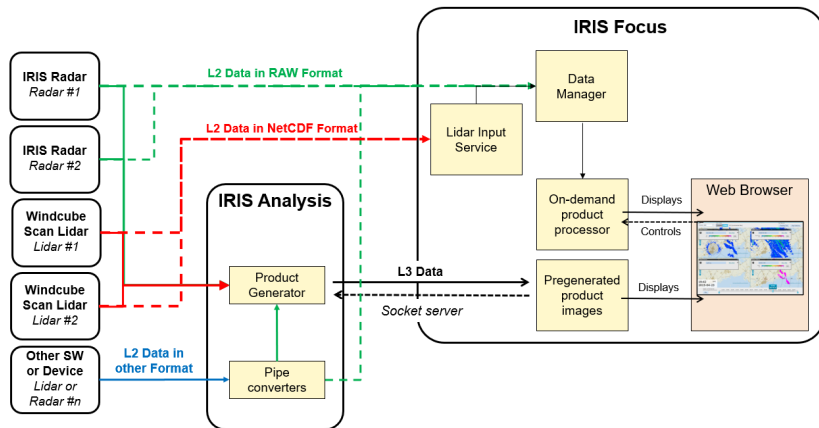 IRIS Focus
IRIS Radar
Radar #1
L2 Data in RAW Format
Data
Manager
IRIS Radar
Radar #2
L2 Data in NetCDF Format
Lidar Input
Service
IRIS Analysis
Windcube
Scan Lidar
Lidar #1
On-demand
product
processor
Displays
Controls
Web Browser
Windcube
Scan Lidar
Lidar #2
Product
Generator
L3 Data
Socket server
Pregenerated
product
images
Displays
Other SW
or Device
Lidar or
Radar #n
L2 Data in
other Format
Pipe
converters